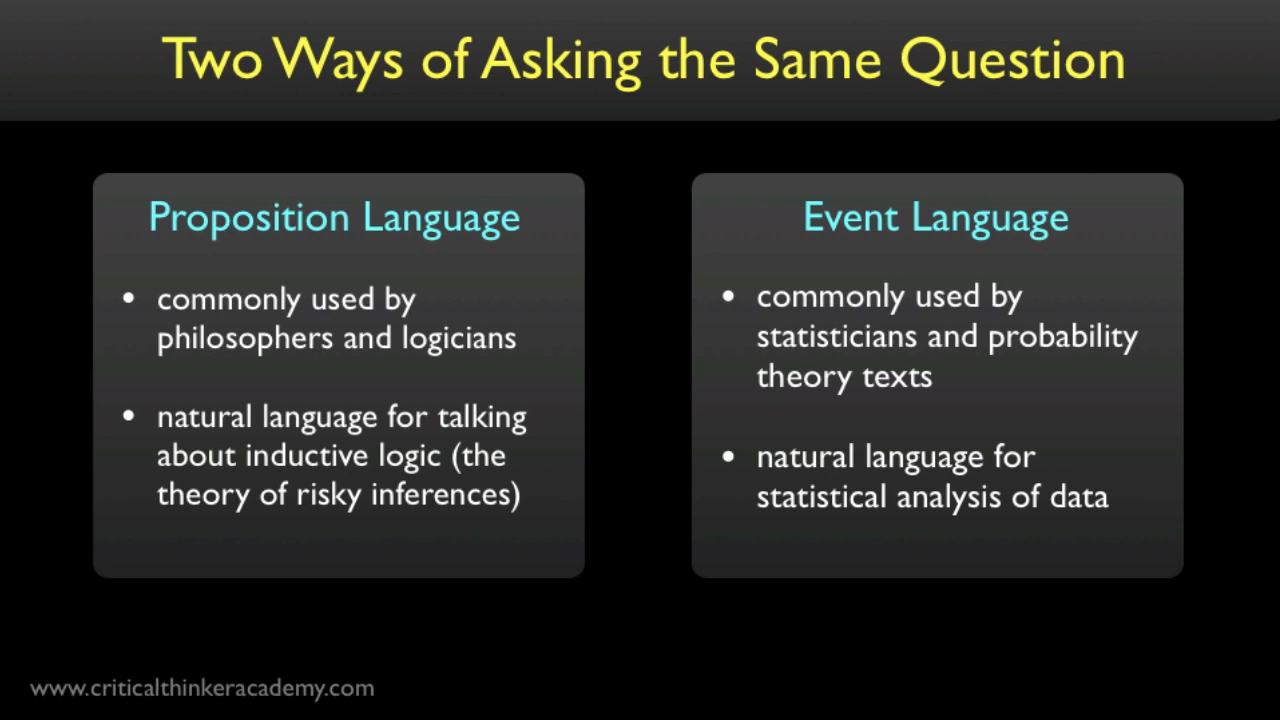 Two Ways of Asking the Same Question
Proposition Language
• commonly used by
philosophers and logicians
• natural language for talking
about inductive logic (the
theory of risky inferences)
Event Language
• commonly used by
statisticians and probability
theory texts
• natural language for
statistical analysis of data
www.criticalthinkeracademy.com